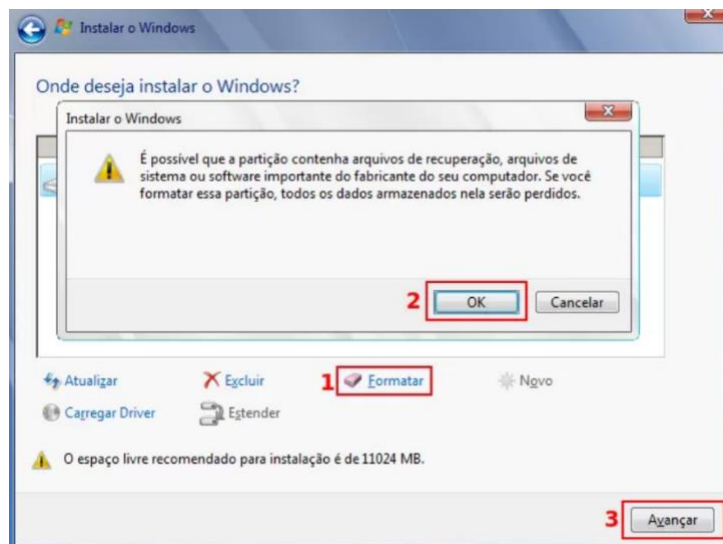 Instalar o Windows
Onde deseja instalar o Windows?
Instalar o Windows
É possível que a partição contenha arquivos de recuperação, arquivos de
sistema ou software importante do fabricante do seu computador. Se você
formatar essa partição, todos os dados armazenados nela serão perdidos.
2 OK Cancelar
Atualizar Excluir 1 Formatar Novo
Carregar Driver Estender
O espaço livre recomendado para instalação é de 11024 MB.
3 Avançar